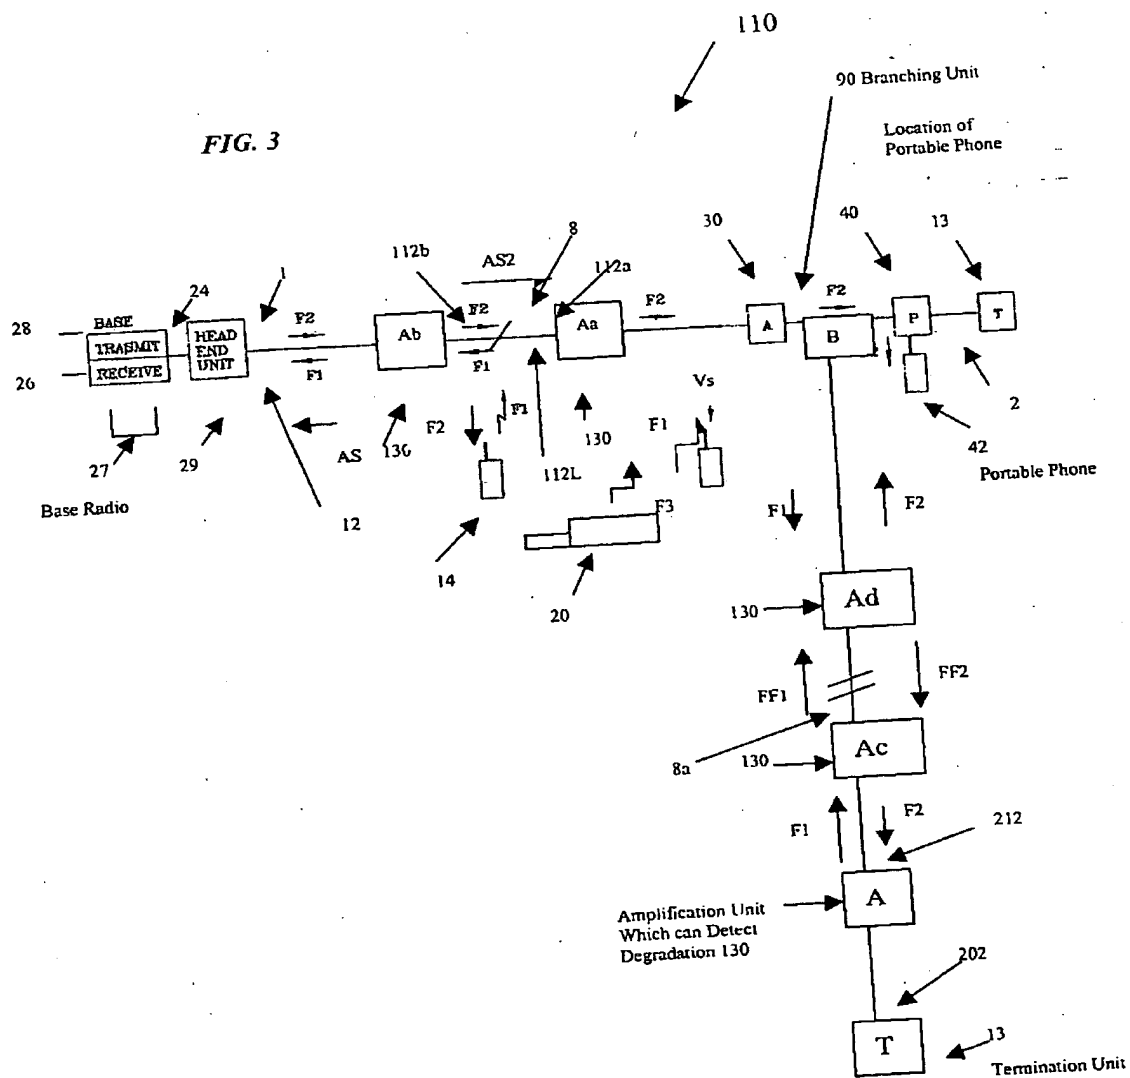 110
90 Branching Unit
FIG. 3
Location of
Portable Phone
30
40
13
8
112b
AS2
112a
1
24
28
BASE
TRASMIT
RECEIVE
26
HEAD
END
UNIT
F2
F1
Ab
F2
F1
Aa
F2
A
F2
B
P
T
27
29
AS
130
F2
F1
130
Vs
F1
2
42
Portable Phone
Base Radio
12
112L
F3
14
20
F1
F2
130
Ad
FF1
FF2
8a
130
Ac
F1
F2
212
Amplification Unit
Which can Detect
Degradation 130
A
202
T
13
Termination Unit